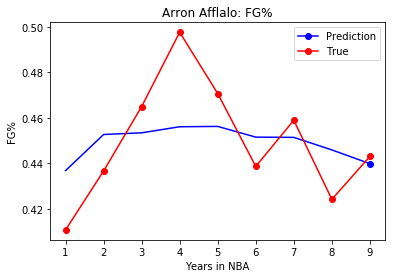 Arron Afflalo: FG%
Prediction
True
0.50
0.48
0.46
0.44
0.42
FG%
1 2 3 4 5 6 7 8 9
Years in NBA